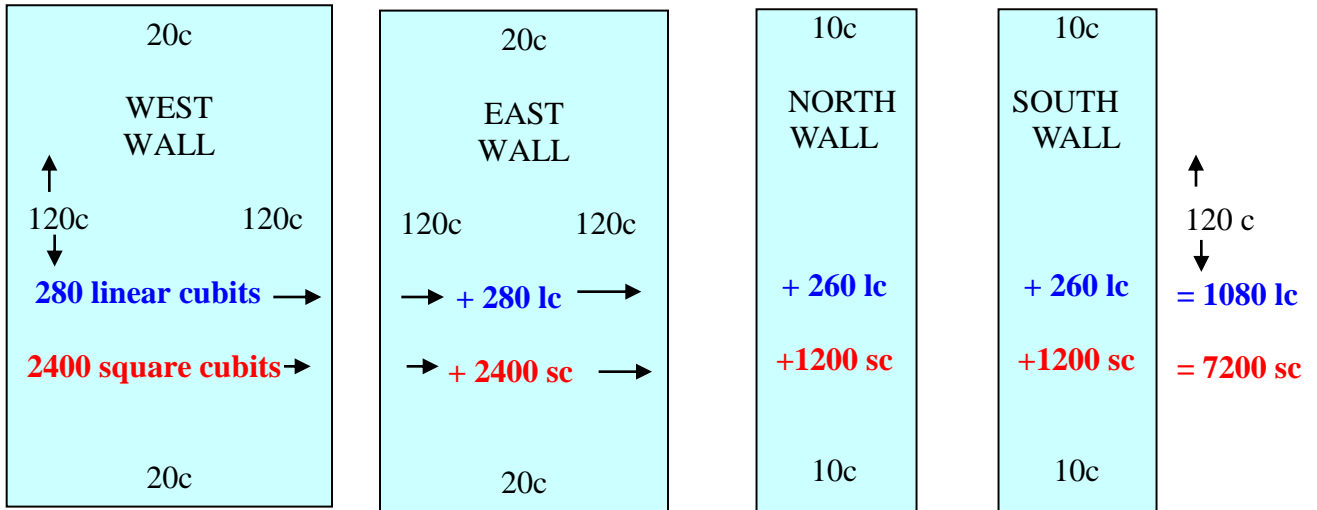 20c
WEST
WALL
120c 120c
280 linear cubits
2400 square cubits
20c
20c
EAST
WALL
120c 120c
+ 280 lc
+ 2400 sc
20c
10c
NORTH
WALL
+ 260 lc
+1200 sc
10c
10c
SOUTH
WALL
+ 260 lc
+1200 sc
10c
120 c
= 1080 lc
= 7200 sc